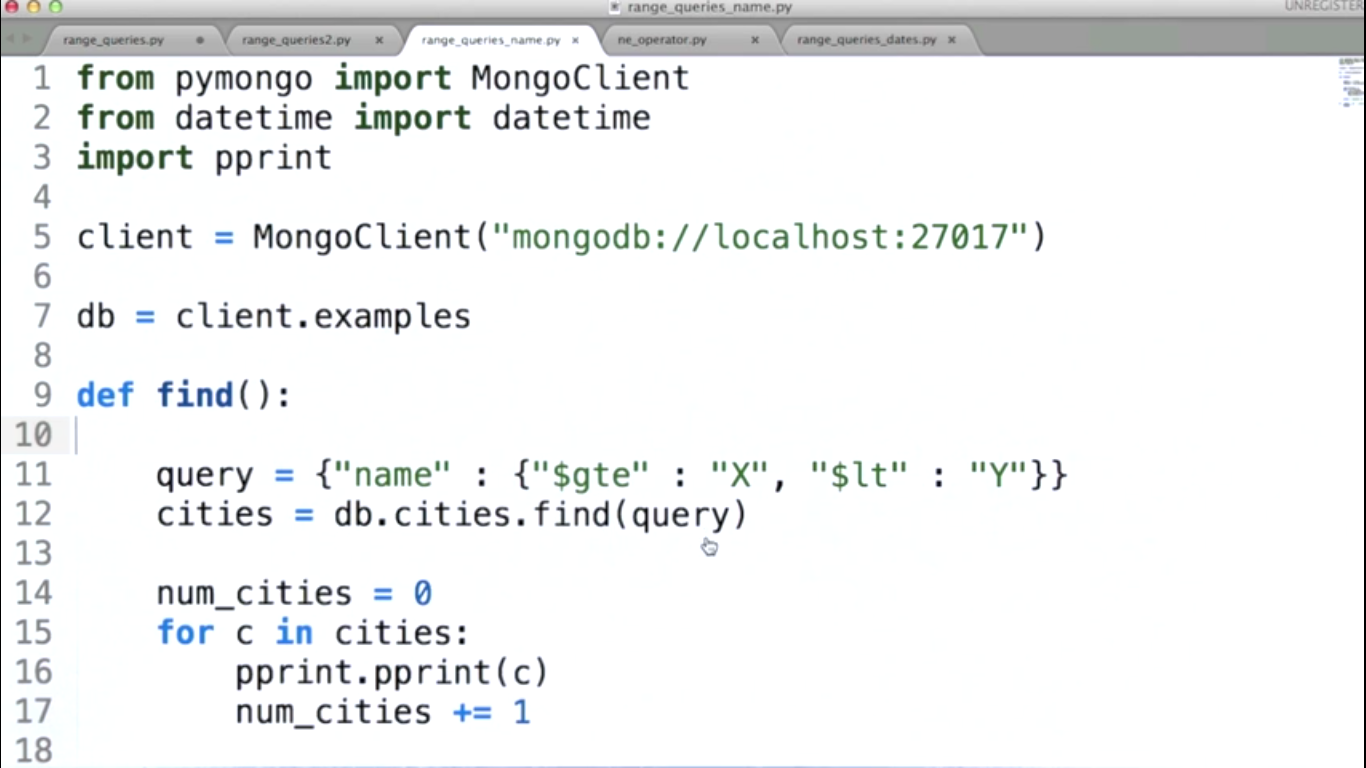 range_queries_name.py
UNREGISTER
range_queries.py
range_queries2.py
range_queries_name.py
ne_operator.py
range_queries_dates.py
1 from pymongo import MongoClient
2 from datetime import datetime
3 import pprint
4
5 client = MongoClient("mongodb://localhost:27017")
6
7 db = client.examples
8
9 def find():
10
11     query = {"name" : {"$gte" : "X", "$lt" : "Y"}}
12     cities = db.cities.find(query)
13
14     num_cities = 0
15     for c in cities:
16         pprint.pprint(c)
17         num_cities += 1
18